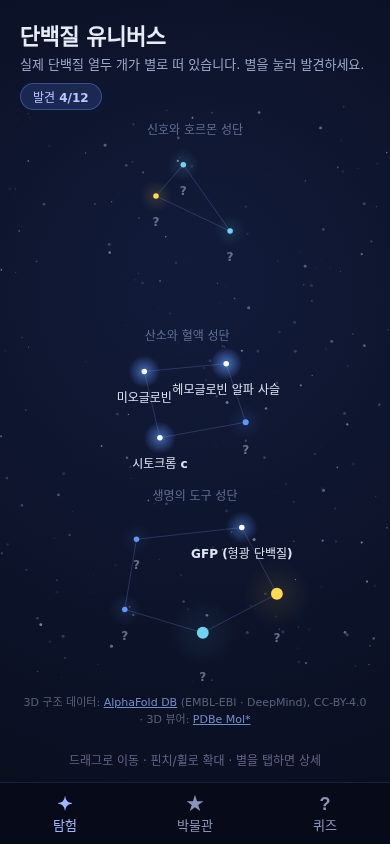 단백질 유니버스
실제 단백질 열두 개가 별로 떠 있습니다. 별을 눌러 발견하세요.
발견 4/12
신호와 호르몬 성단
?
?
?
산소와 혈액 성단
미오글로빈
헤모글로빈 알파 사슬
?
시토크롬 c
생명의 도구 성단
GFP (형광 단백질)
?
?
?
?
3D 구조 데이터: AlphaFold DB (EMBL-EBI · DeepMind), CC-BY-4.0
· 3D 뷰어: PDBe Mol*
드래그로 이동 · 핀치/휠로 확대 · 별을 탭하면 상세
탐험
박물관
?
퀴즈